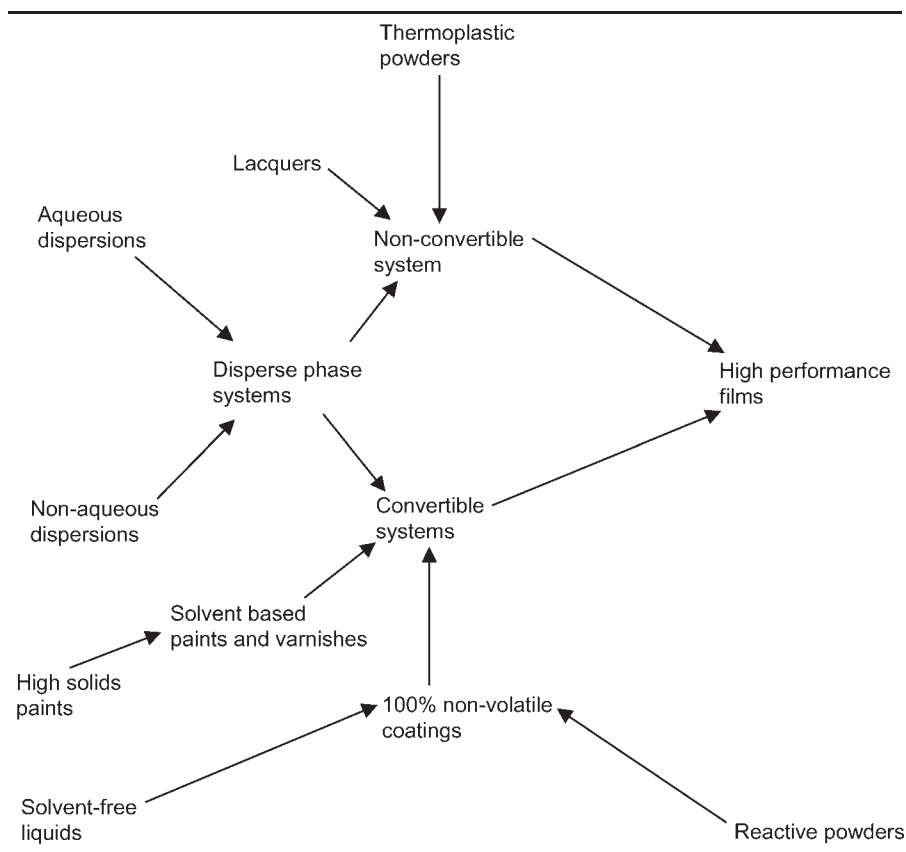 Thermoplastic
powders
Lacquers
Aqueous
dispersions
Non-convertible
system
Disperse phase
systems
High performance
films
Non-aqueous
dispersions
Convertible
systems
Solvent based
paints and varnishes
High solids
paints
100% non-volatile
coatings
Solvent-free
liquids
Reactive powders